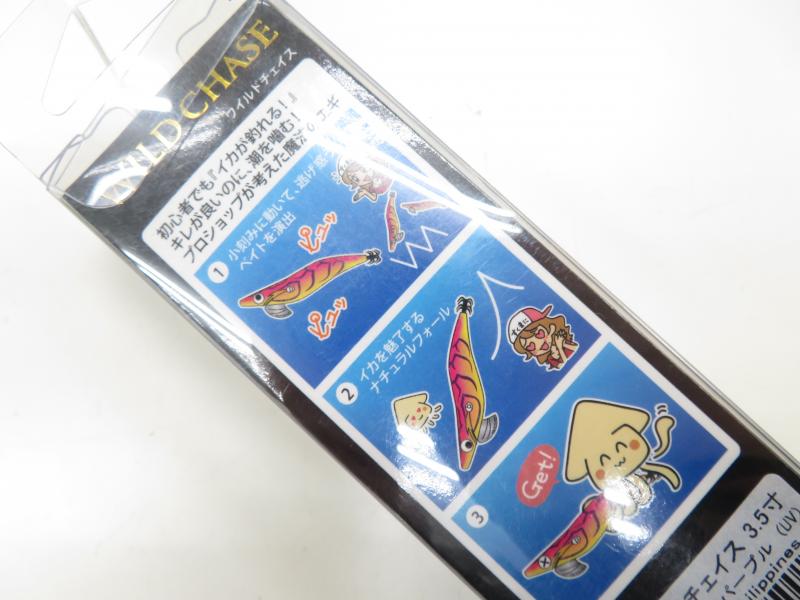 WILD CHASE
ワイルドチェイス
初心者でも『イカが釣れる!』
キレが良いのに、潮を噛む!
プロショップが考えた魔法のエギ
1 小刻みに動いて、逃げ惑う
ベイトを演出
ピュッ
ピュッ
2 イカを魅了する
ナチュラルフォール
3
Get!
チェイス 3.5寸
パープル (UV)
ilippines